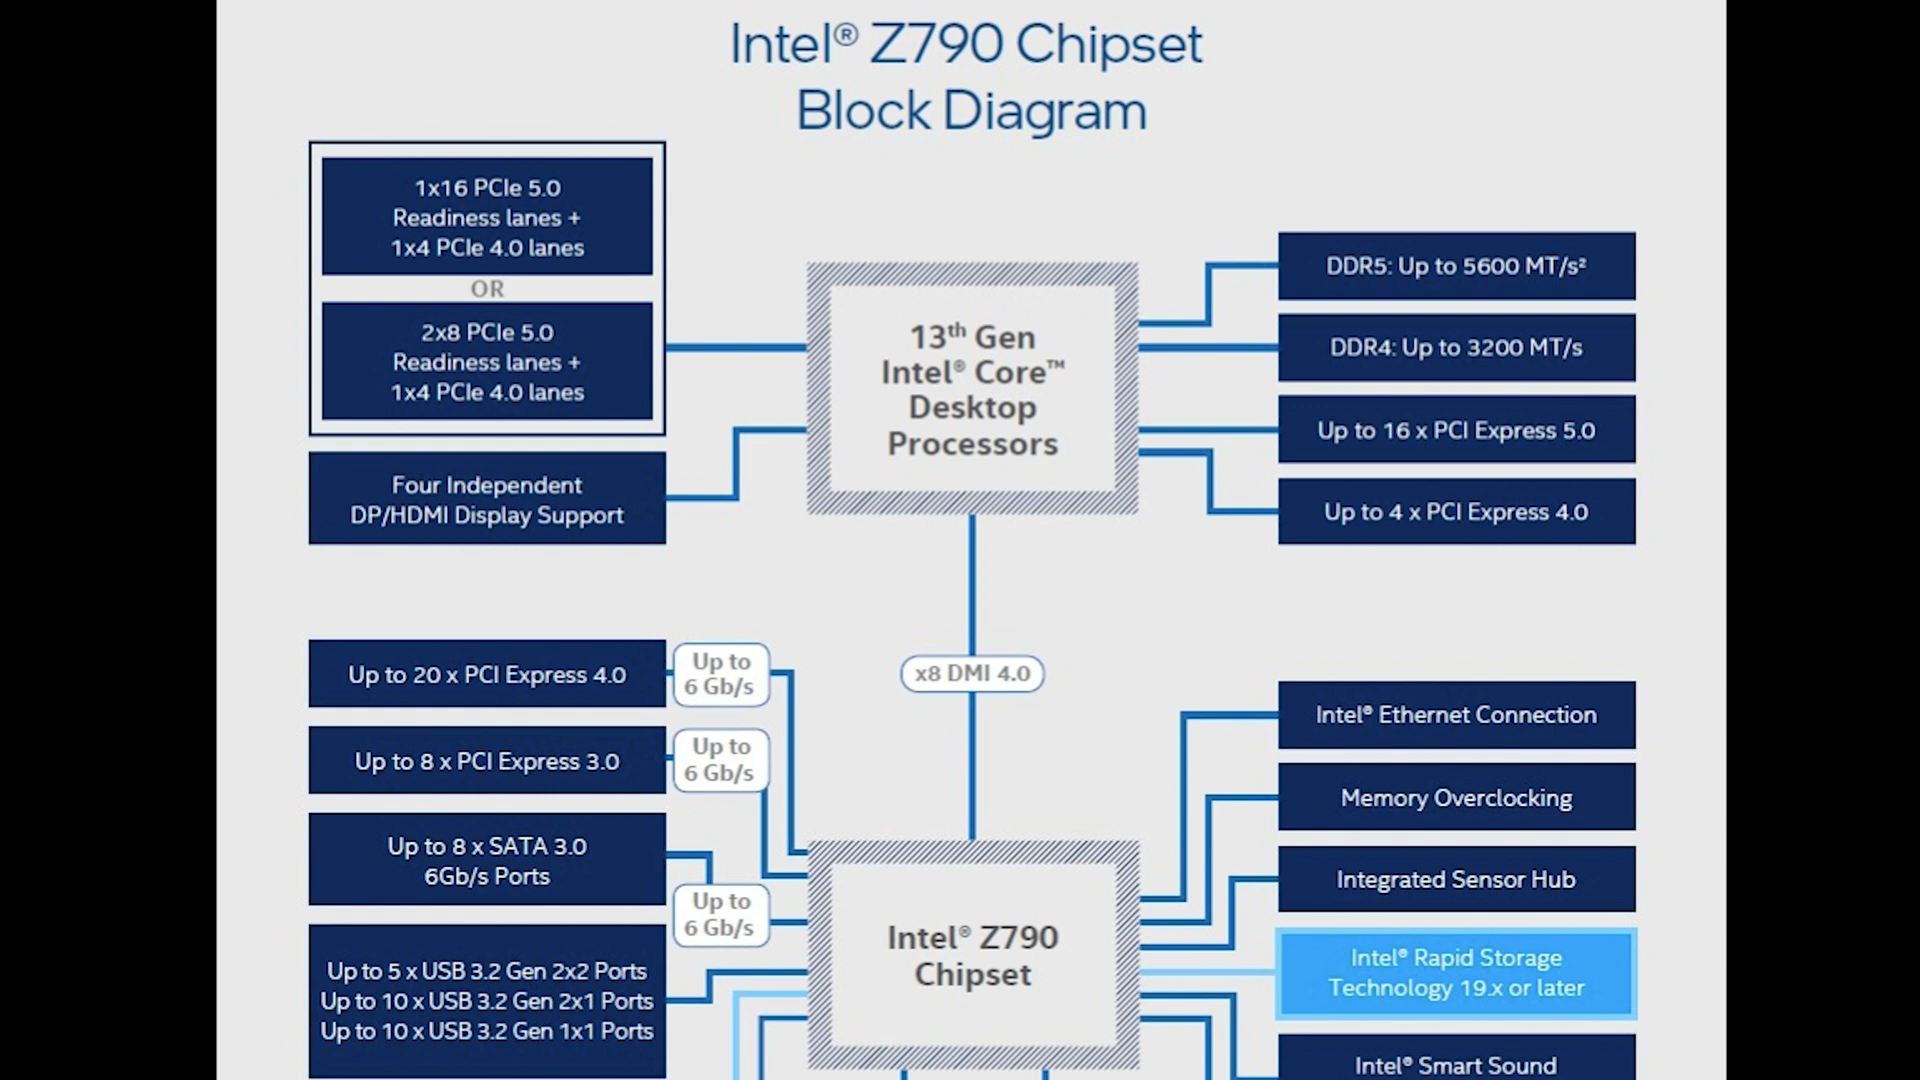 Intel® Z790 Chipset
Block Diagram
1x16 PCIe 5.0
Readiness lanes +
1x4 PCIe 4.0 lanes
OR
2x8 PCIe 5.0
Readiness lanes +
1x4 PCIe 4.0 lanes
Four Independent
DP/HDMI Display Support
13th Gen
Intel® Core™
Desktop
Processors
DDR5: Up to 5600 MT/s²
DDR4: Up to 3200 MT/s
Up to 16 x PCI Express 5.0
Up to 4 x PCI Express 4.0
x8 DMI 4.0
Up to 20 x PCI Express 4.0
Up to
6 Gb/s
Up to 8 x PCI Express 3.0
Up to
6 Gb/s
Up to 8 x SATA 3.0
6Gb/s Ports
Up to
6 Gb/s
Up to 5 x USB 3.2 Gen 2x2 Ports
Up to 10 x USB 3.2 Gen 2x1 Ports
Up to 10 x USB 3.2 Gen 1x1 Ports
Intel® Z790
Chipset
Intel® Ethernet Connection
Memory Overclocking
Integrated Sensor Hub
Intel® Rapid Storage
Technology 19.x or later
Intel® Smart Sound